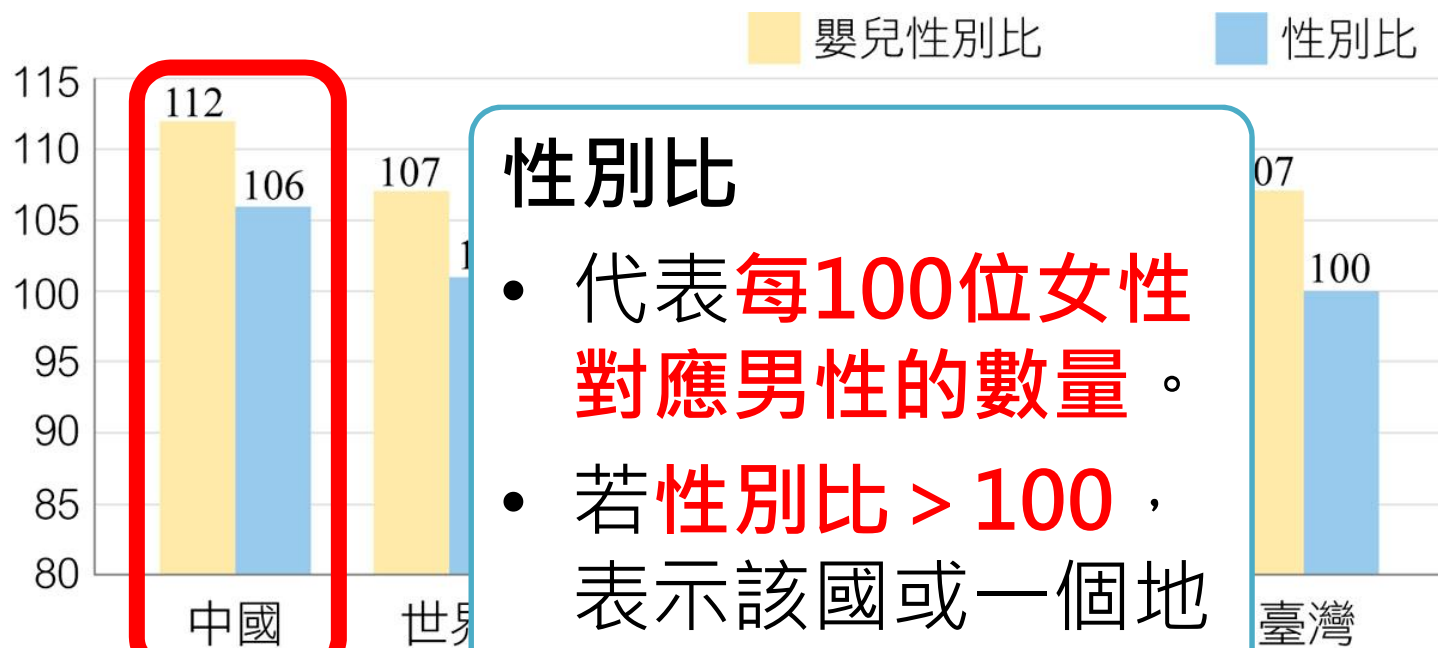 嬰兒性別比 性別比
115
110
105
100
95
90
85
80
112
106
107
07
100
性別比
• 代表每100位女性
對應男性的數量。
• 若性別比 > 100，
表示該國或一個地
中國
臺灣